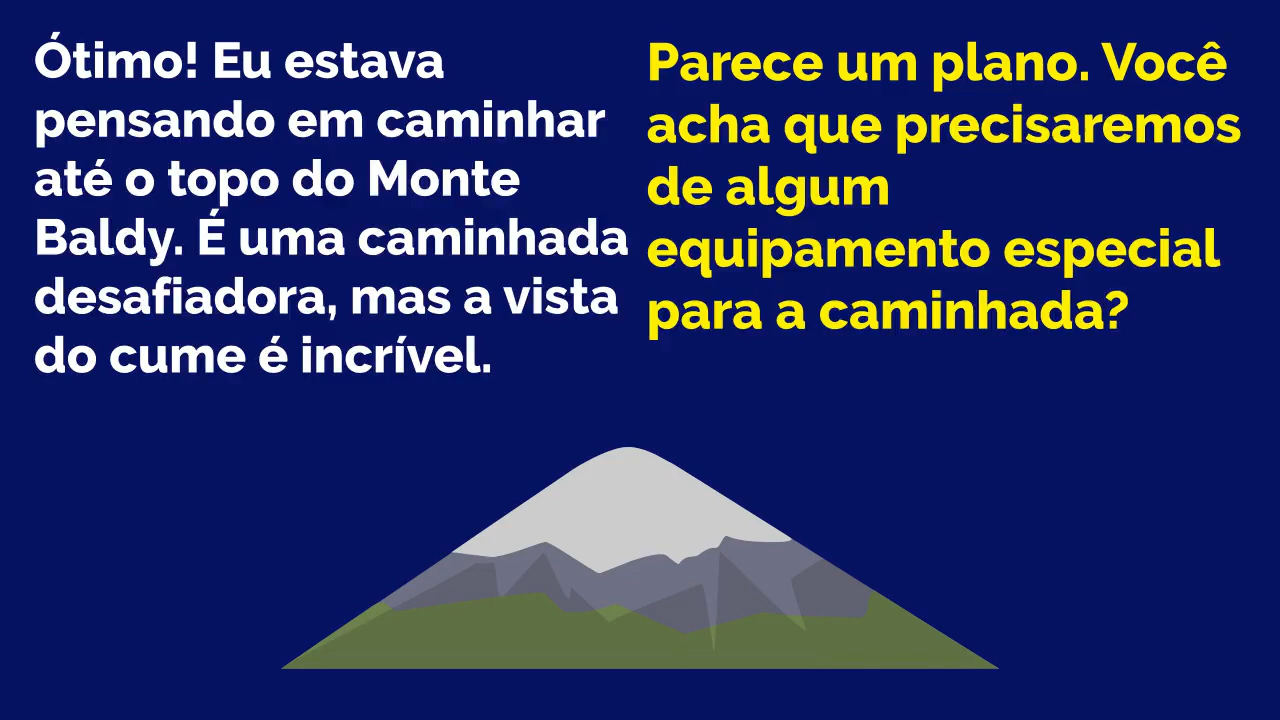 Ótimo! Eu estava
pensando em caminhar
até o topo do Monte
Baldy. É uma caminhada
desafiadora, mas a vista
do cume é incrível.
Parece um plano. Você
acha que precisaremos
de algum
equipamento especial
para a caminhada?